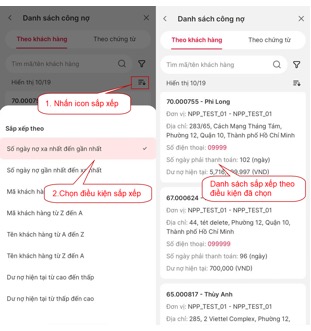 Danh sách công nợ
Theo khách hàng
Theo chứng từ
Tìm mã/tên khách hàng
Hiển thị 10/19
1. Nhấn icon sắp xếp
Sắp xếp theo
Số ngày nợ xa nhất đến gần nhất
Số ngày nợ gần nhất đến xa nhất
2.Chọn điều kiện sắp xếp
Mã khách hàng từ Z đến A
Tên khách hàng từ A đến Z
Tên khách hàng từ Z đến A
Dư nợ hiện tại từ cao đến thấp
Dư nợ hiện tại từ thấp đến cao
Danh sách công nợ
Theo khách hàng
Theo chứng từ
Tìm mã/tên khách hàng
Hiển thị 10/19
70.000755 - Phi Long
Đơn vị: NPP_TEST_01 - NPP_TEST_01
Địa chỉ: 283/65, Cách Mạng Tháng Tám,
Phường 12, Quận 10, Thành phố Hồ Chí Minh
Số điện thoại: 09999
Số ngày phải thanh toán: 102 (ngày)
Dư nợ hiện tại: (VND)
Danh sách sắp xếp theo
điều kiện đã chọn
67.000624 -
Đơn vị: NPP_TEST_01 - NPP_TEST_01
Địa chỉ: 44, tét delete, Phường 12, Quận 10,
Thành phố Hồ Chí Minh
Số điện thoại: 099999
Số ngày phải thanh toán: 96 (ngày)
Dư nợ hiện tại: 700,000 (VND)
65.000817 - Thùy Anh
Đơn vị: NPP_TEST_01 - NPP_TEST_01
Địa chỉ: 285, 2 Viettel Complex, Phường 12,